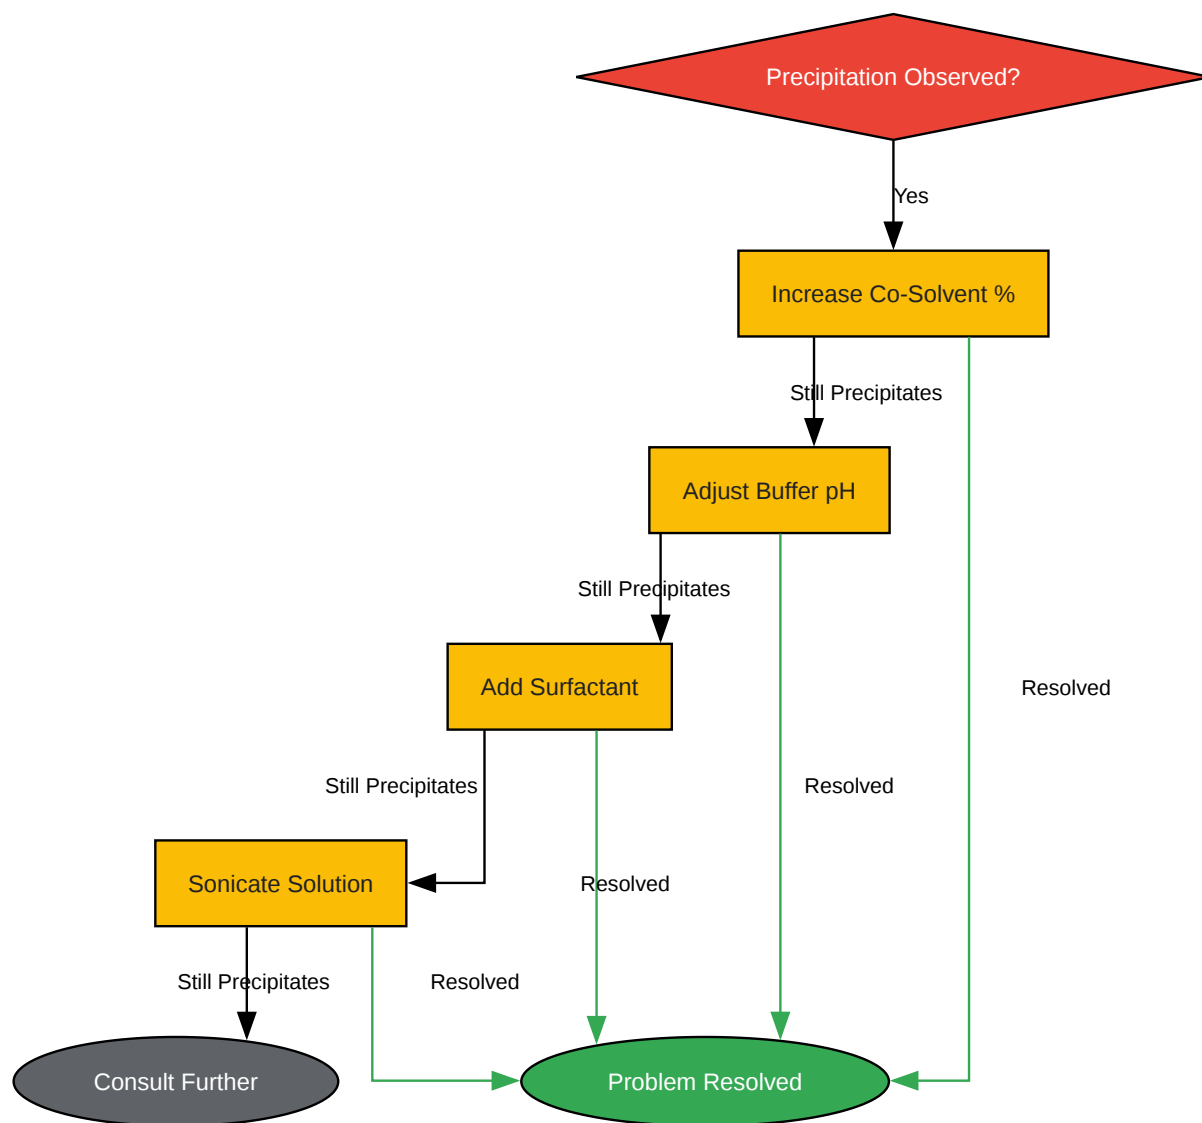 Precipitation Observed?
Yes
Increase Co-Solvent %
Still Precipitates
Adjust Buffer pH
Still Precipitates
Add Surfactant
Resolved
Still Precipitates
Resolved
Sonicate Solution
Resolved
Still Precipitates
Resolved
Consult Further
Problem Resolved